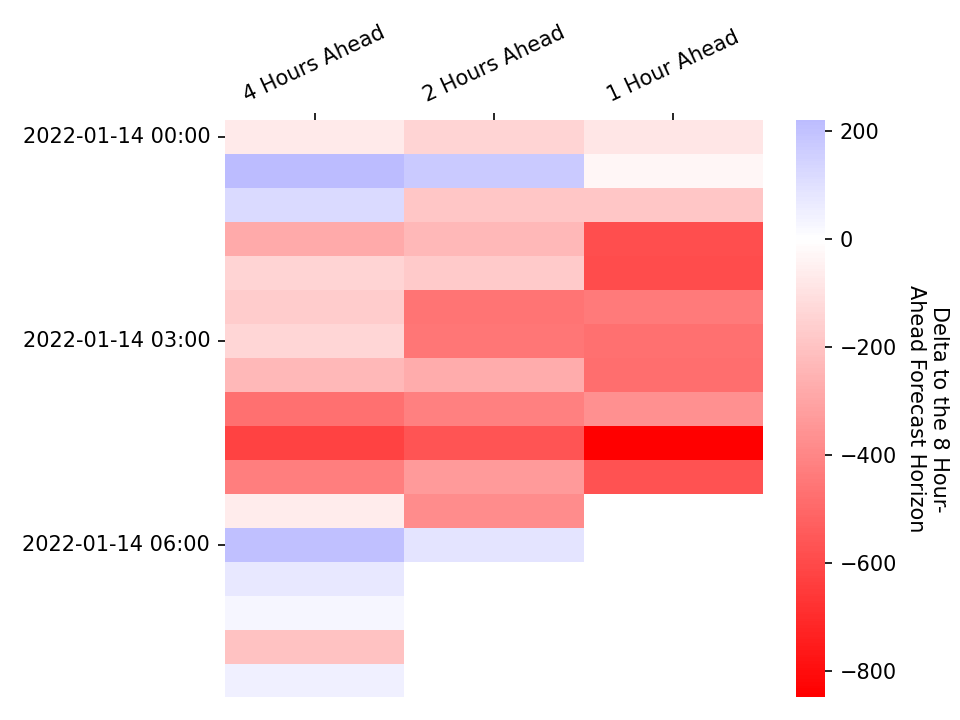 4 Hours Ahead
2 Hours Ahead
1 Hour Ahead
2022-01-14 00:00
2022-01-14 03:00
2022-01-14 06:00
200
0
−200
−400
−600
−800
Delta to the 8 Hour-
Ahead Forecast Horizon